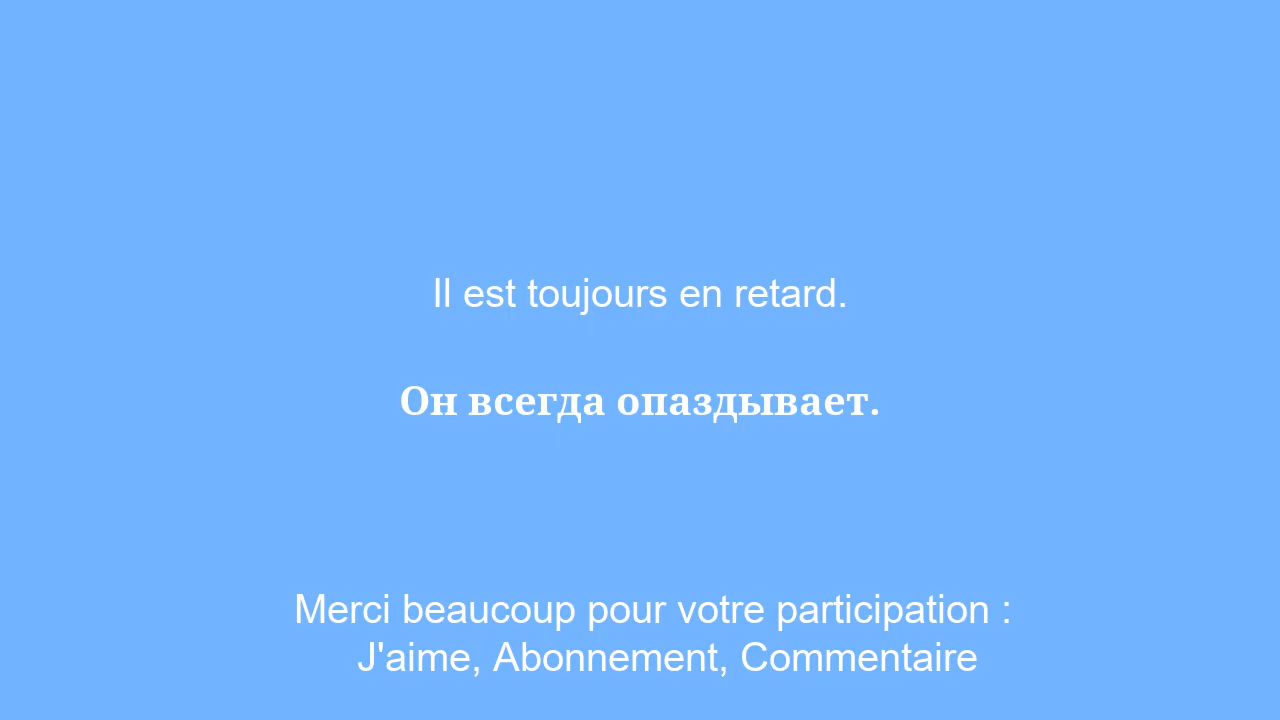 Il est toujours en retard.
Он всегда опаздывает.
Merci beaucoup pour votre participation :
J'aime, Abonnement, Commentaire